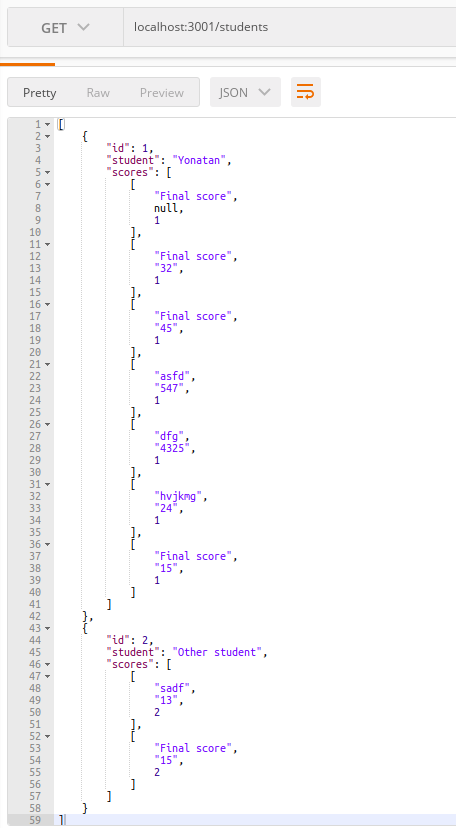 GET localhost:3001/students
Pretty Raw Preview JSON
1 [
2 {
3 "id": 1,
4 "student": "Yonatan",
5 "scores": [
6 [
7 "Final score",
8 null,
9 1
10 ],
11 [
12 "Final score",
13 "32",
14 1
15 ],
16 [
17 "Final score",
18 "45",
19 1
20 ],
21 [
22 "asfd",
23 "547",
24 1
25 ],
26 [
27 "dfg",
28 "4325",
29 1
30 ],
31 [
32 "hvjkmg",
33 "24",
34 1
35 ],
36 [
37 "Final score",
38 "15",
39 1
40 ]
41 ]
42 },
43 {
44 "id": 2,
45 "student": "Other student",
46 "scores": [
47 [
48 "sadf",
49 "13",
50 2
51 ],
52 [
53 "Final score",
54 "15",
55 2
56 ]
57 ]
58 }
59 ]